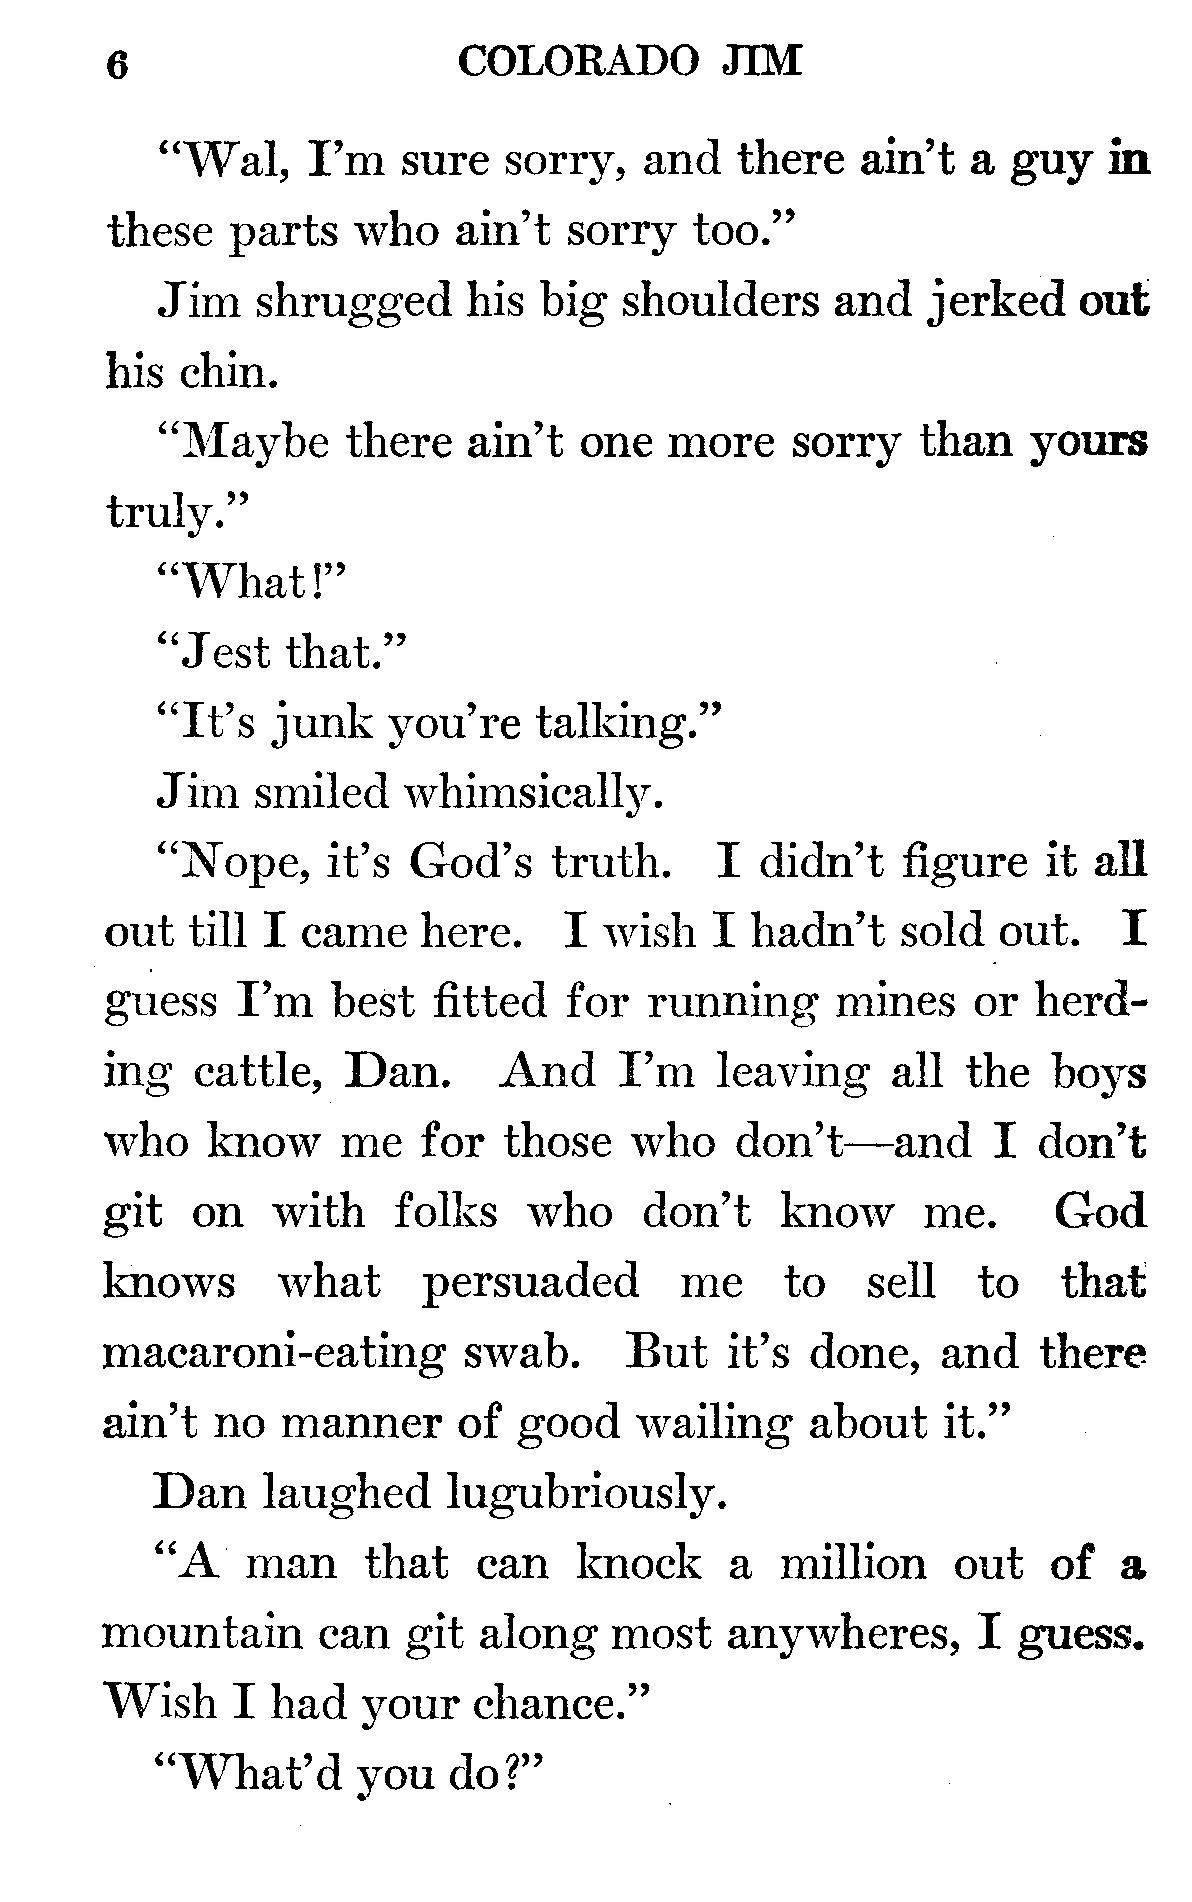 6 COLORADO JIM
“Wal, I’m sure sorry, and there ain’t a guy in
these parts who ain’t sorry too.”
Jim shrugged his big shoulders and jerked out
his chin.
“Maybe there ain’t one more sorry than yours
truly.”
“What!”
“Jest that.”
“It’s junk you’re talking.”
Jim smiled whimsically.
“Nope, it’s God’s truth. I didn’t figure it all
out till I came here. I wish I hadn’t sold out. I
guess I’m best fitted for running mines or herd-
ing cattle, Dan. And I’m leaving all the boys
who know me for those who don’t—and I don’t
git on with folks who don’t know me. God
knows what persuaded me to sell to that
macaroni-eating swab. But it’s done, and there
ain’t no manner of good wailing about it.”
Dan laughed lugubriously.
“A man that can knock a million out of a
mountain can git along most anywheres, I guess.
Wish I had your chance.”
“What’d you do?”